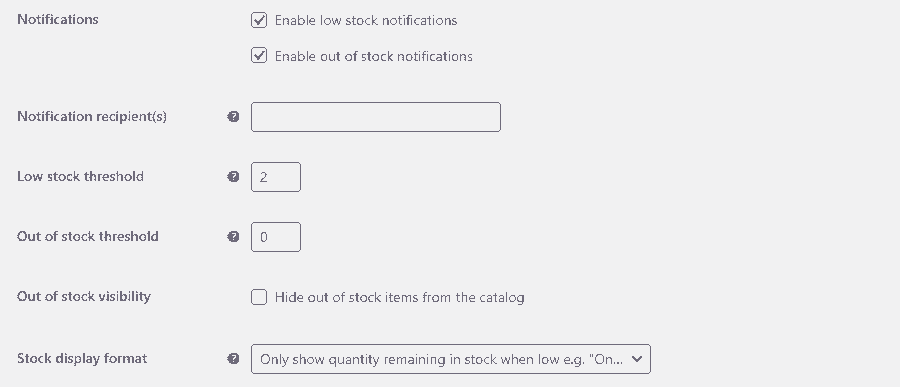 Notifications
Enable low stock notifications
Enable out of stock notifications
Notification recipient(s)
Low stock threshold 2
Out of stock threshold 0
Out of stock visibility Hide out of stock items from the catalog
Stock display format Only show quantity remaining in stock when low e.g. "On...